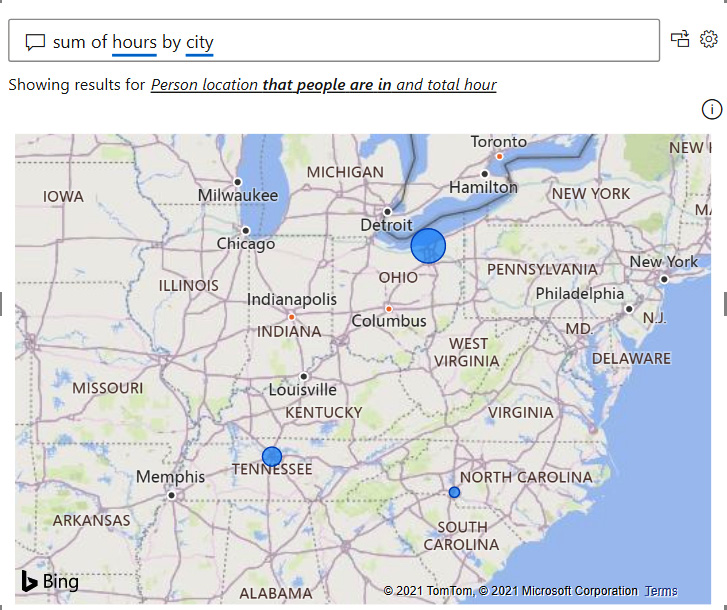 sum of hours by city
Showing results for Person location that people are in and total hour
Toronto
NEW
MICHIGAN
Hamilton
IOWA
Milwaukee
NEW YORK
MA
Detroit
Chicago
New York
OHIO
PENNSYLVANIA
ILLINOIS
Philadelphia
Indianapolis
Columbus
N.J.
INDIANA
MD.
WEST
VIRGINIA
DELAWARE
MISSOURI
Louisville
KENTUCKY
VIRGINIA
TENNESSEE
Memphis
NORTH CAROLINA
ARKANSAS
SOUTH
CAROLINA
Bing
ALABAMA
© 2021 TomTom, © 2021 Microsoft Corporation Terms